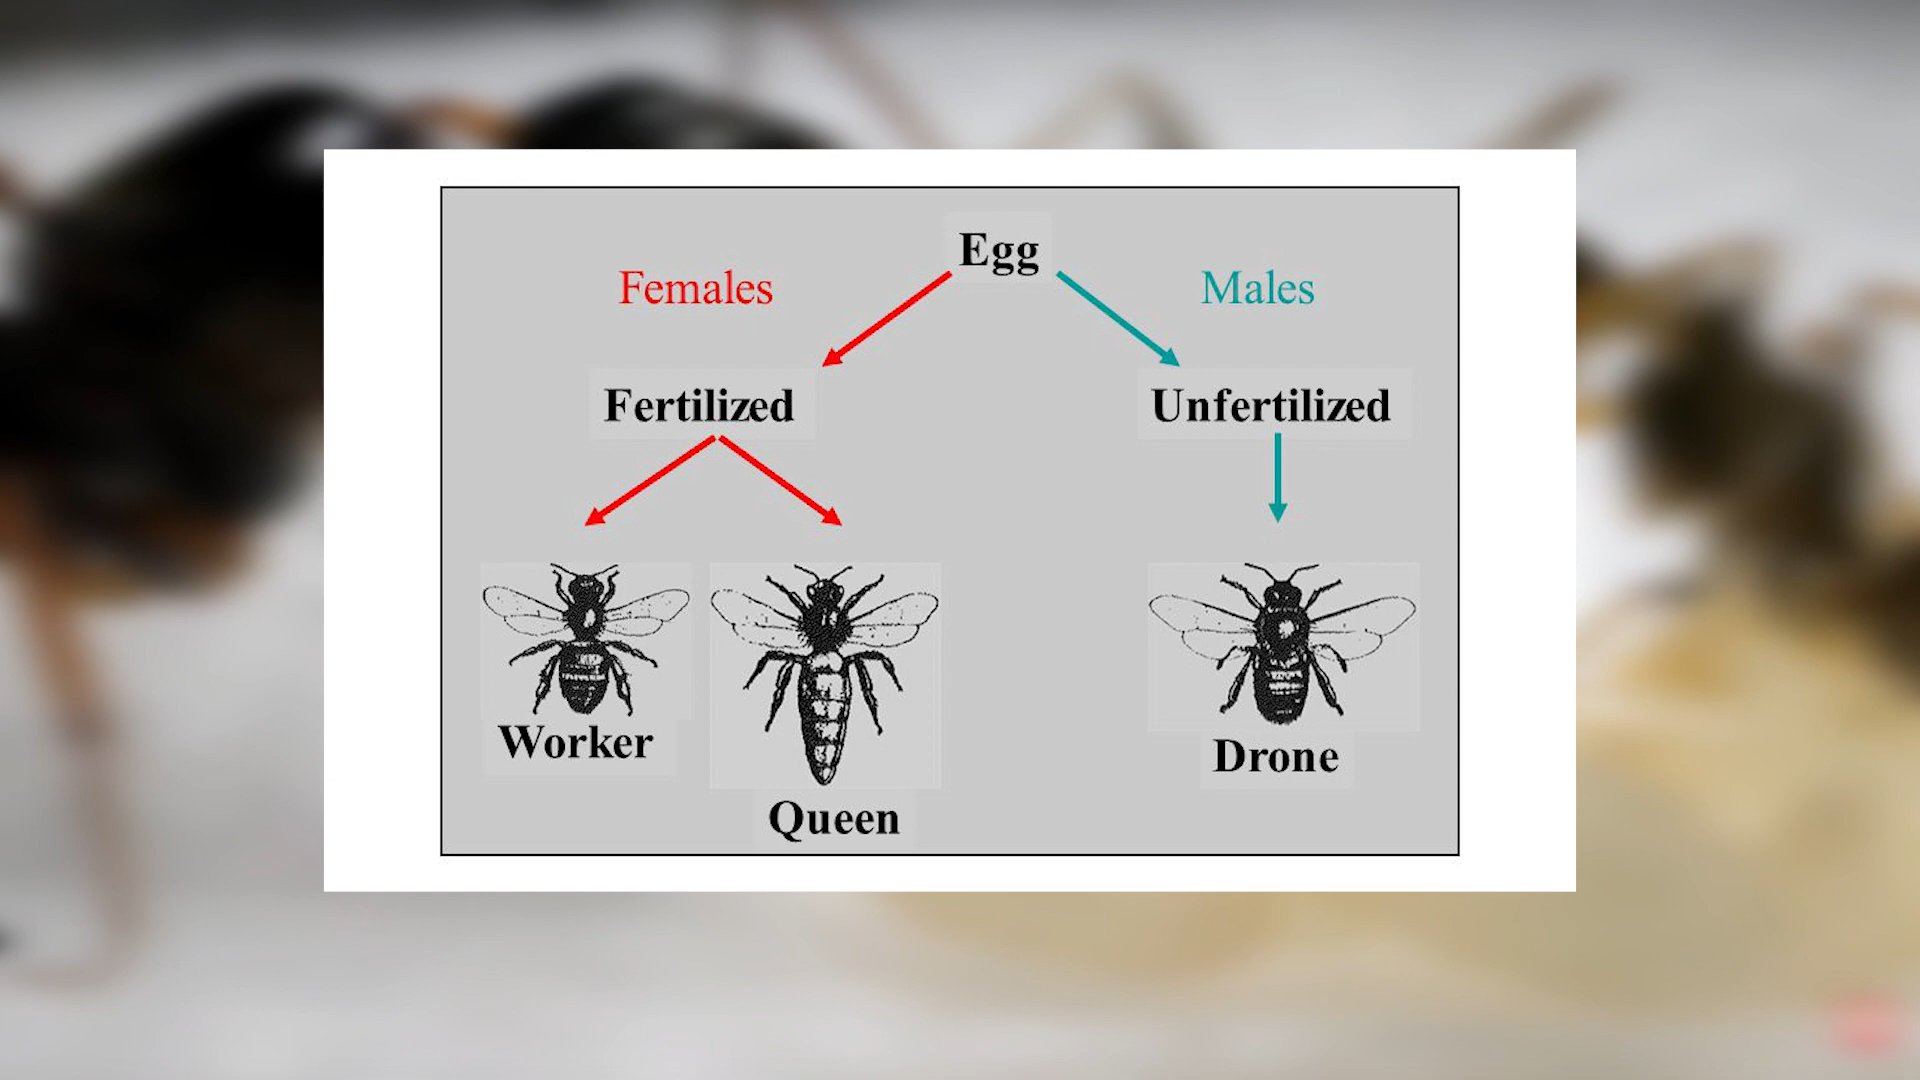 Egg
Females
Males
Fertilized
Unfertilized
Worker
Drone
Queen